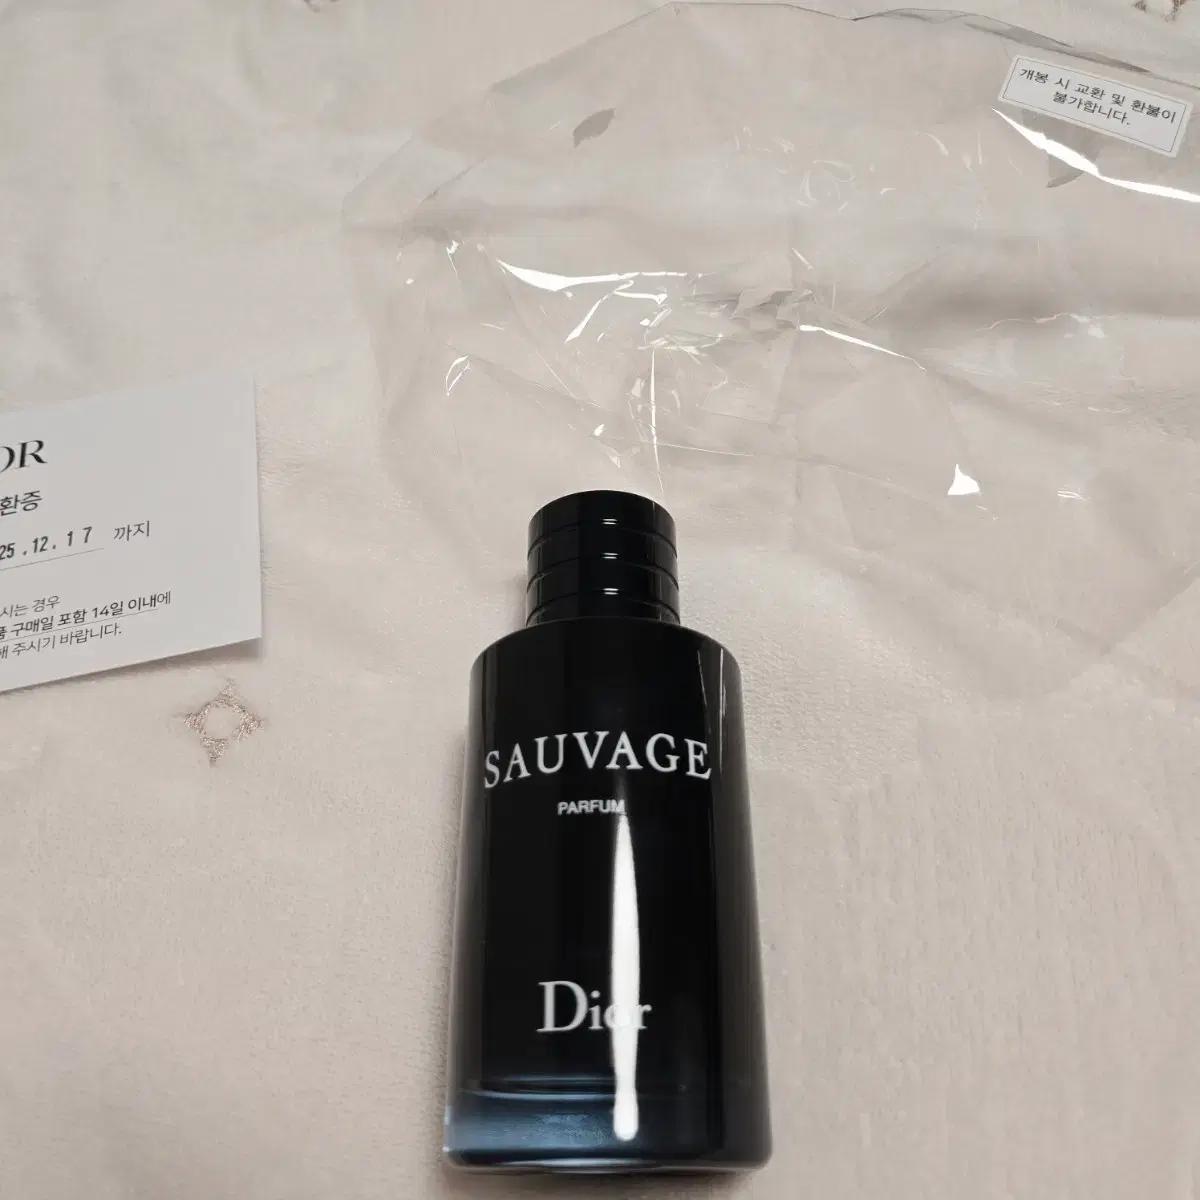 개봉 시 교환 및 환불이
불가합니다.
OR
환증
25.12.17 까지
시는 경우
품 구매일 포함 14일 이내에
해 주시기 바랍니다.
SAUVAGE
PARFUM
Dior